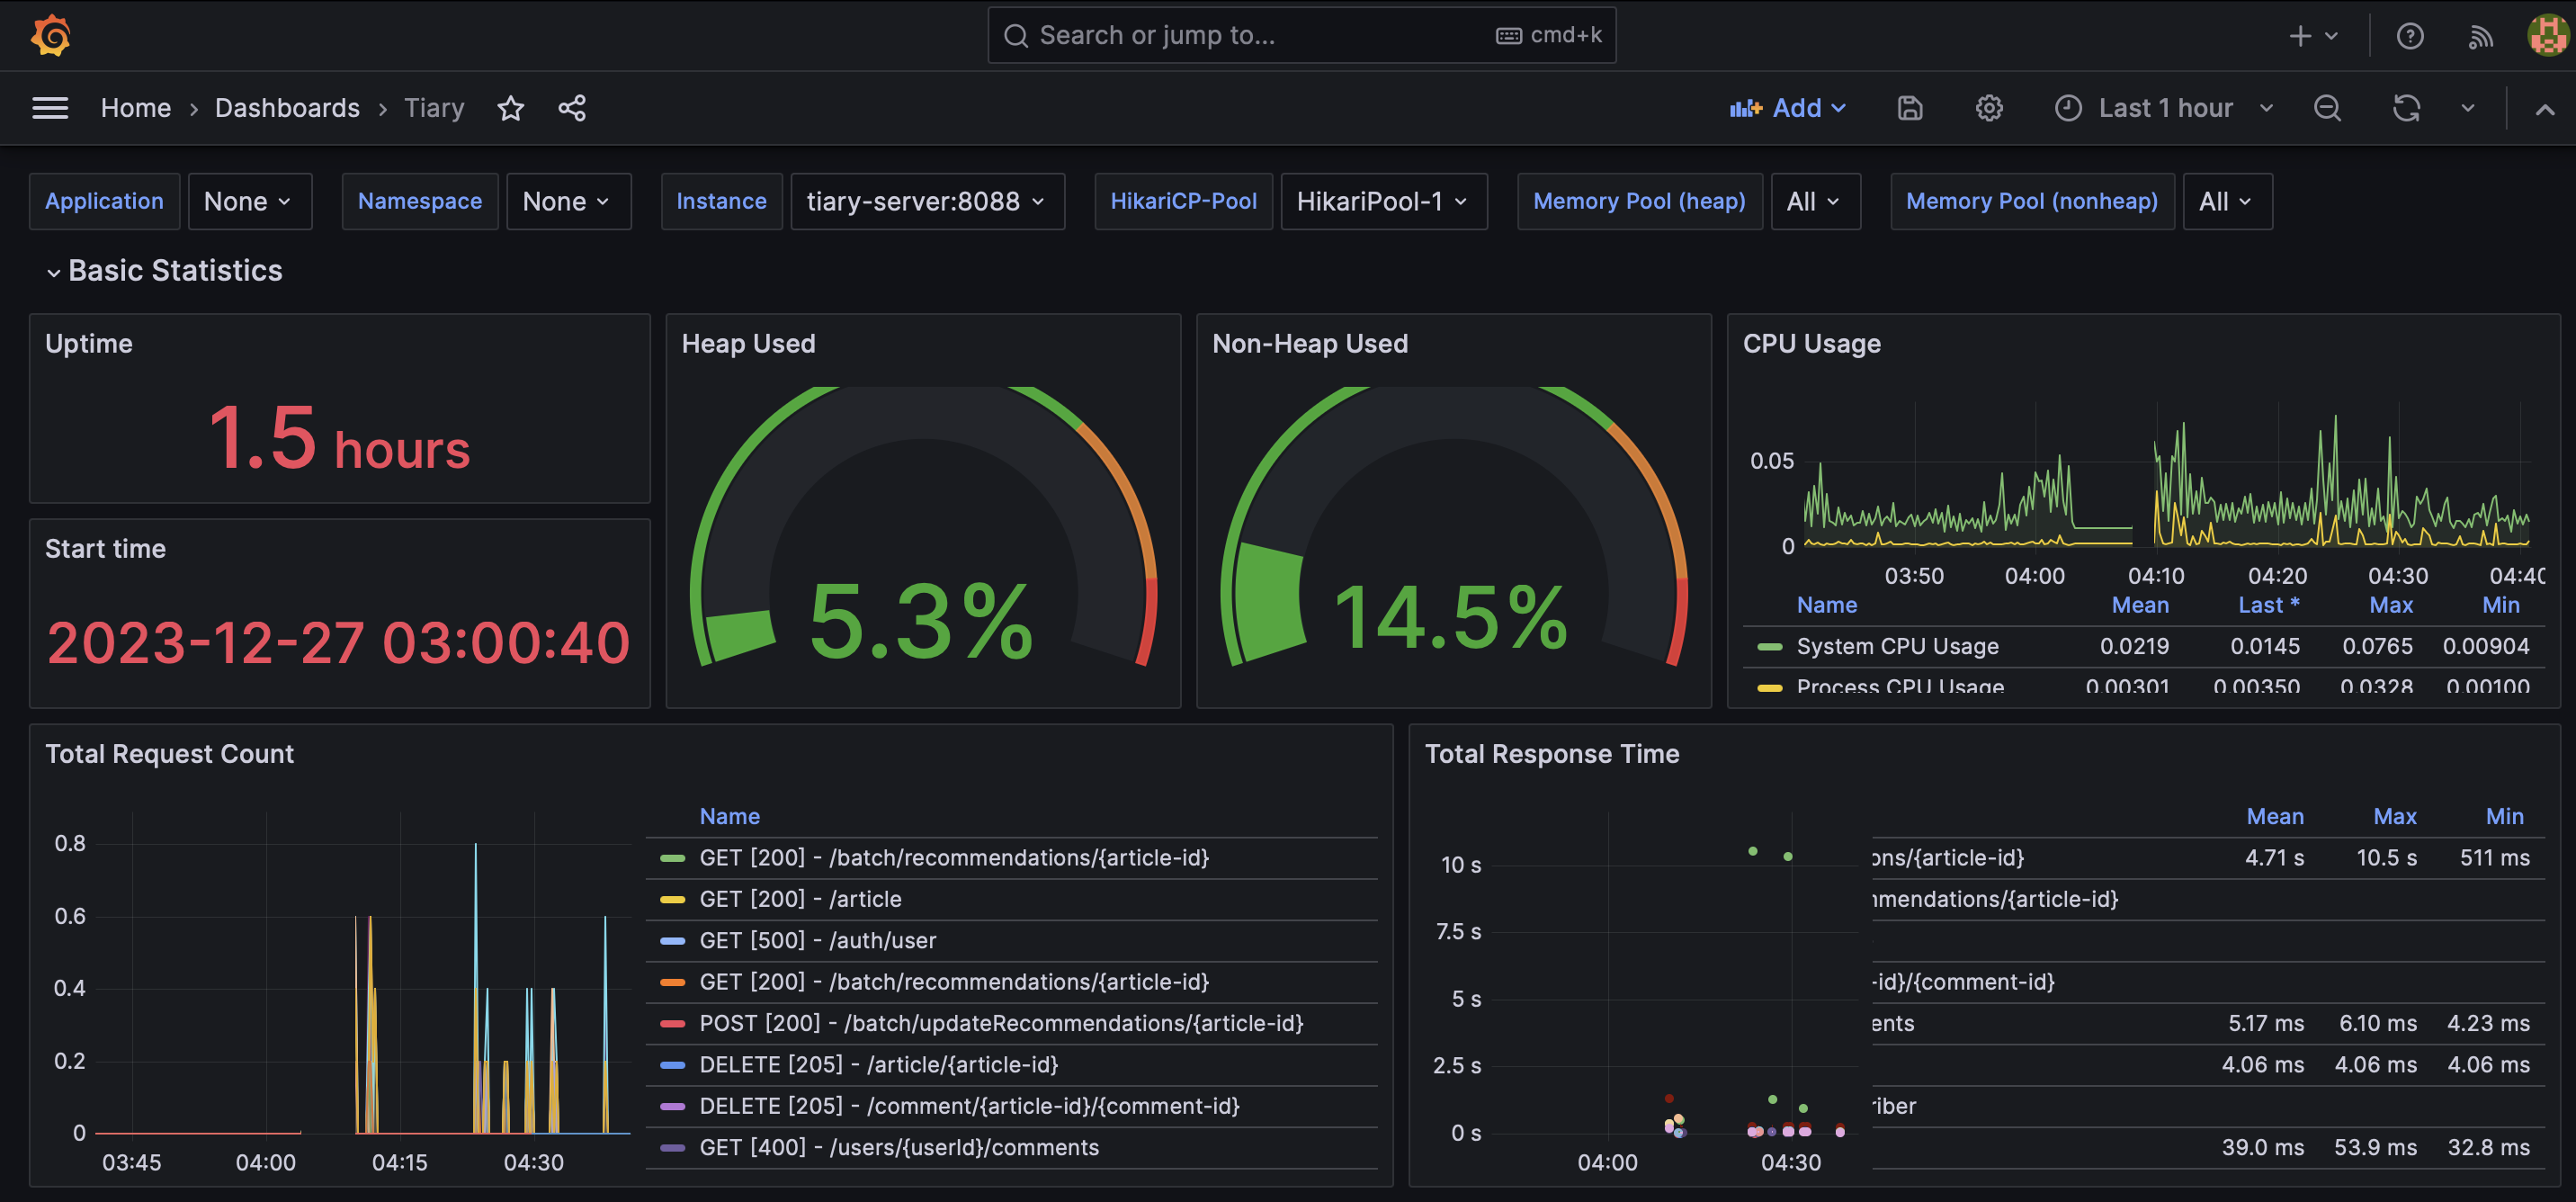 Search or jump to... cmd+k
Home › Dashboards › Tiary Add Last 1 hour
Application None Namespace None Instance tiary-server:8088 HikariCP-Pool HikariPool-1 Memory Pool (heap) All Memory Pool (nonheap) All
Basic Statistics
Uptime
1.5 hours
Start time
2023-12-27 03:00:40
Heap Used
5.3%
Non-Heap Used
14.5%
CPU Usage
0.05
0
03:50 04:00 04:10 04:20 04:30 04:40
Name Mean Last * Max Min
System CPU Usage 0.0219 0.0145 0.0765 0.00904
Process CPU Usage 0.00301 0.00350 0.0328 0.00100
Total Request Count
0.8
0.6
0.4
0.2
0
03:45 04:00 04:15 04:30
Name
GET [200] - /batch/recommendations/{article-id}
GET [200] - /article
GET [500] - /auth/user
GET [200] - /batch/recommendations/{article-id}
POST [200] - /batch/updateRecommendations/{article-id}
DELETE [205] - /article/{article-id}
DELETE [205] - /comment/{article-id}/{comment-id}
GET [400] - /users/{userId}/comments
Total Response Time
10 s
7.5 s
5 s
2.5 s
0 s
04:00 04:30
Mean Max Min
ons/{article-id} 4.71 s 10.5 s 511 ms
mendations/{article-id}
-id}/{comment-id}
ents 5.17 ms 6.10 ms 4.23 ms
4.06 ms 4.06 ms 4.06 ms
riber
39.0 ms 53.9 ms 32.8 ms